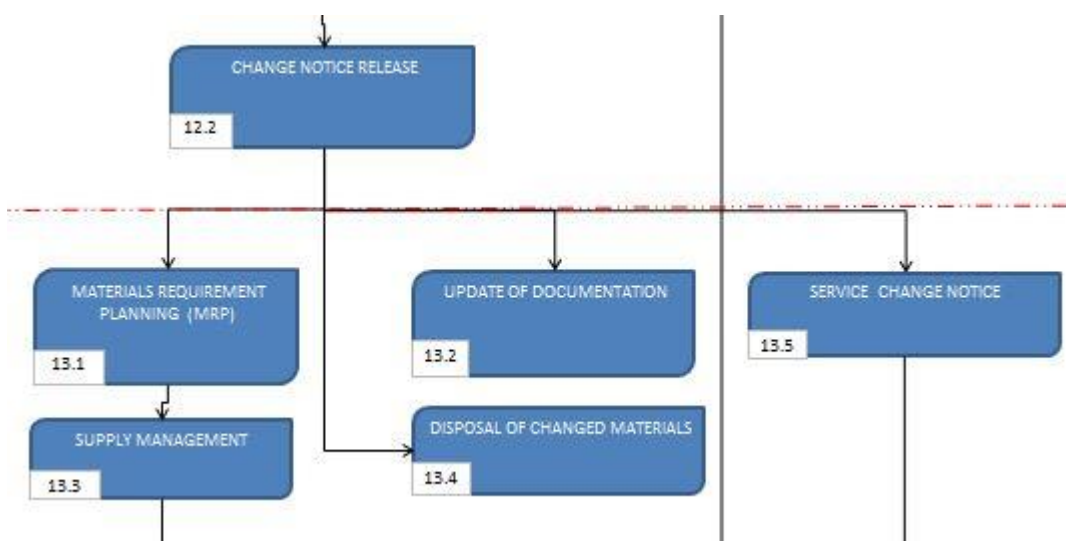 CHANGE NOTICE RELEASE
12.2
MATERIALS REQUIREMENT
PLANNING (MRP)
13.1
UPDATE OF DOCUMENTATION
13.2
SERVICE CHANGE NOTICE
13.5
SUPPLY MANAGEMENT
13.3
DISPOSAL OF CHANGED MATERIALS
13.4